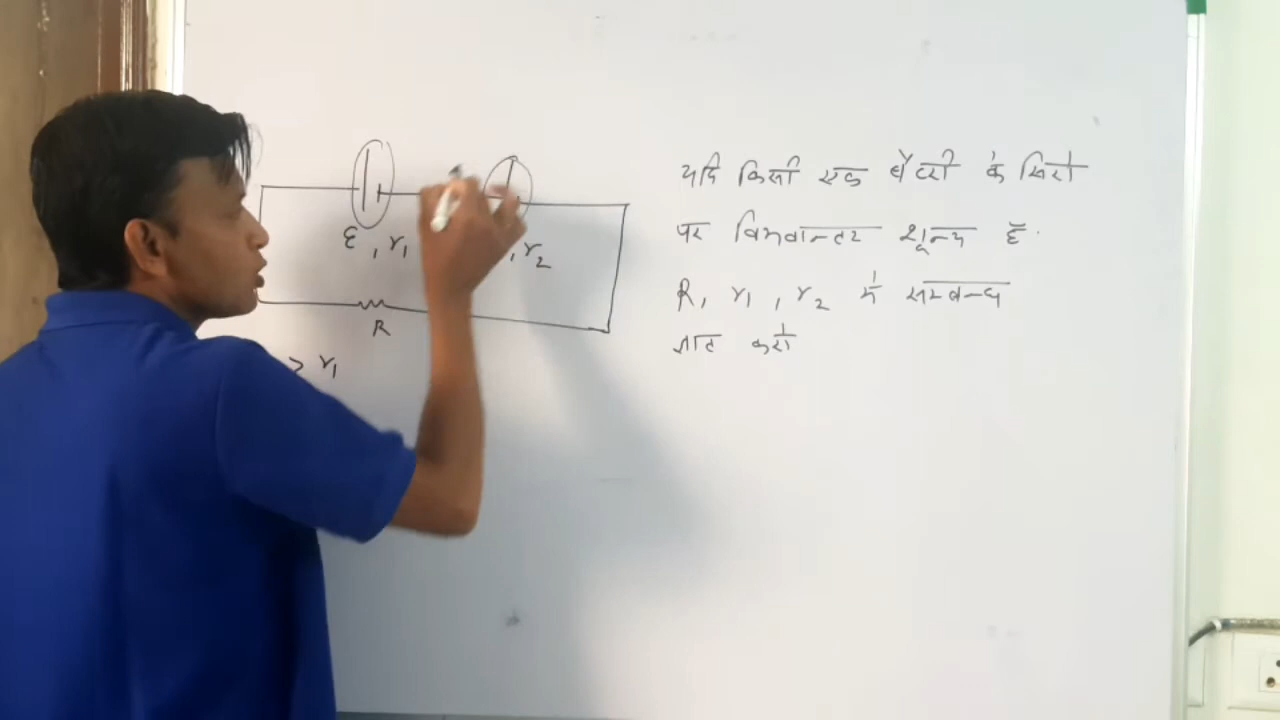 ε, r₁
, r₂
R
> r₁
यदि किसी एक बैटरी के सिरों
पर विभवान्तर शून्य है.
R, r₁, r₂ में सम्बन्ध
ज्ञात करो